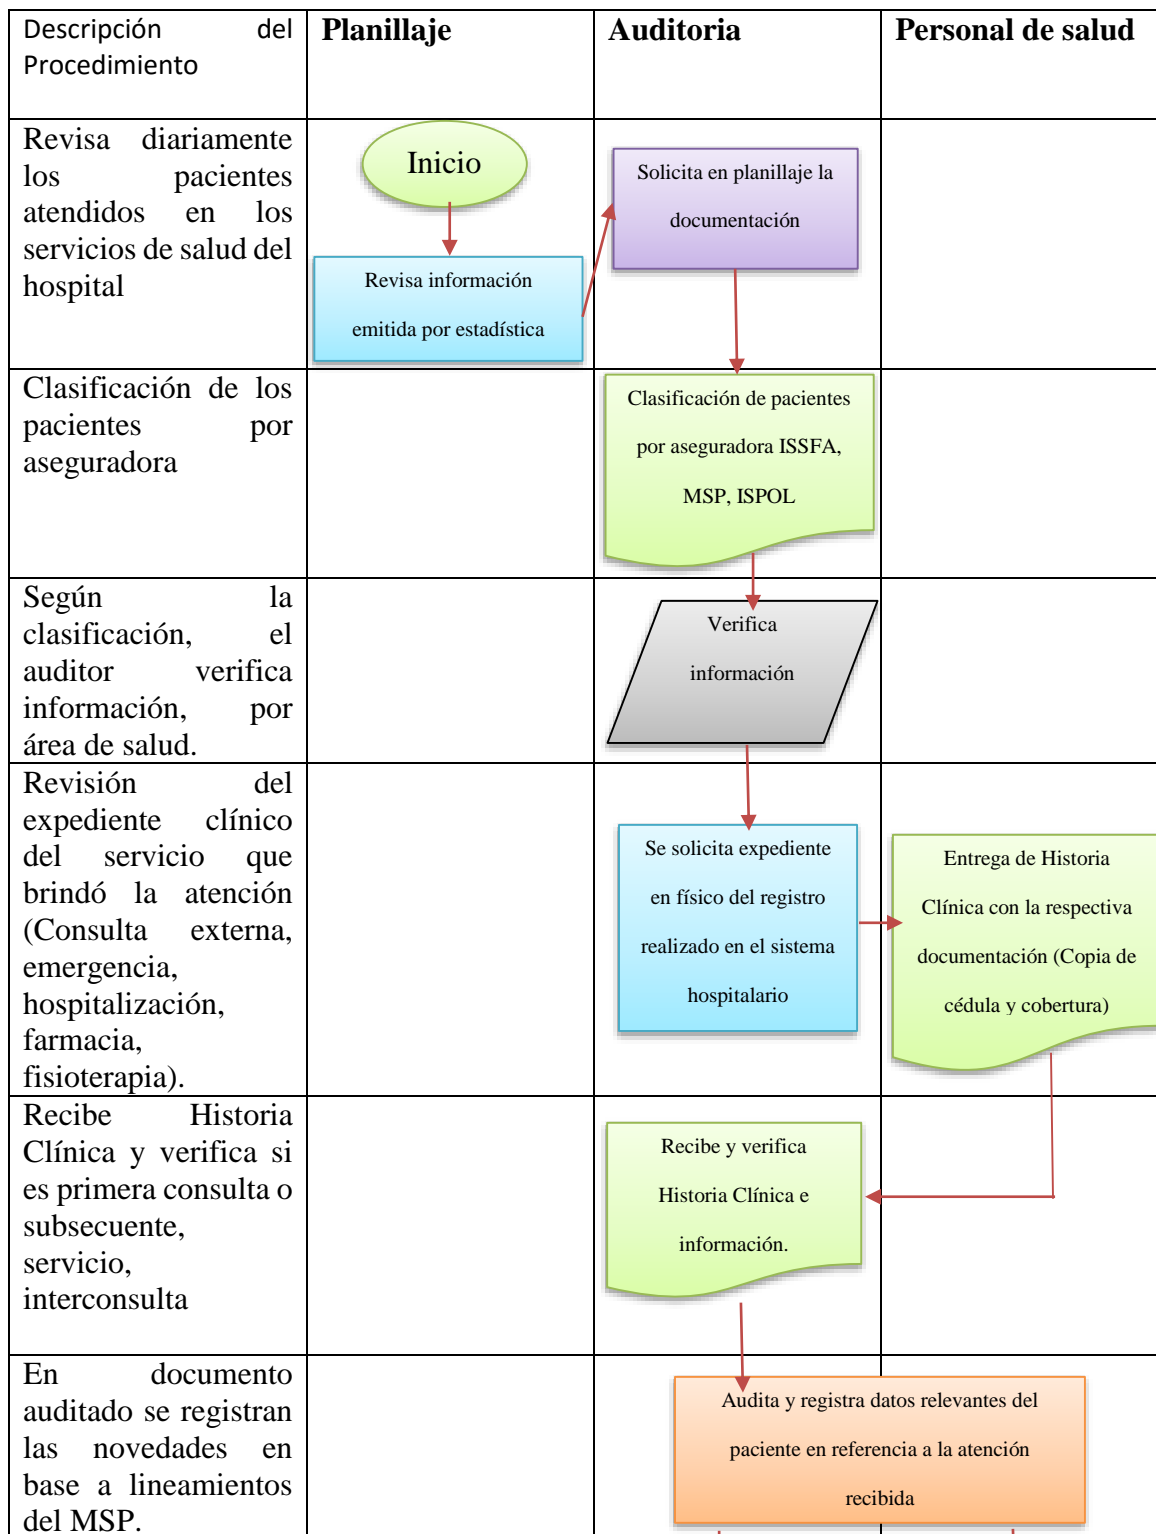 Descripción del
Procedimiento
Planillaje
Auditoria
Personal de salud
Revisa diariamente
los pacientes
atendidos en los
servicios de salud del
hospital
Inicio
Revisa información
emitida por estadística
Solicita en planillaje la
documentación
Clasificación de los
pacientes por
aseguradora
Clasificación de pacientes
por aseguradora ISSFA,
MSP, ISPOL
Según la
clasificación, el
auditor verifica
información, por
área de salud.
Verifica
información
Revisión del
expediente clínico
del servicio que
brindó la atención
(Consulta externa,
emergencia,
hospitalización,
farmacia,
fisioterapia).
Se solicita expediente
en físico del registro
realizado en el sistema
hospitalario
Entrega de Historia
Clínica con la respectiva
documentación (Copia de
cédula y cobertura)
Recibe Historia
Clínica y verifica si
es primera consulta o
subsecuente,
servicio,
interconsulta
Recibe y verifica
Historia Clínica e
información.
En documento
auditado se registran
las novedades en
base a lineamientos
del MSP.
Audita y registra datos relevantes del
paciente en referencia a la atención
recibida